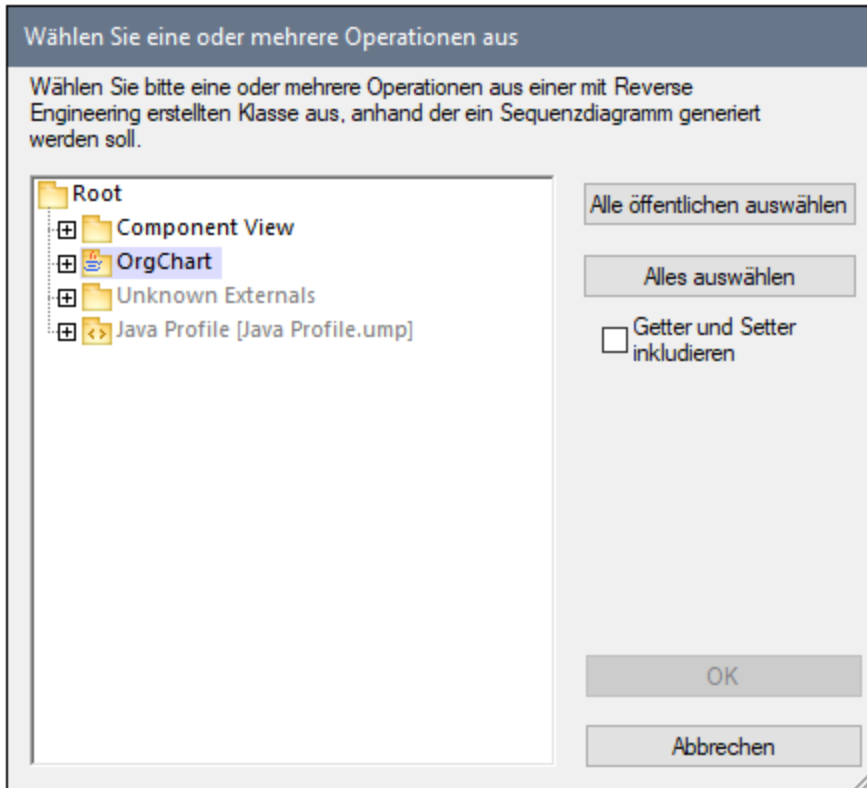 Wählen Sie eine oder mehrere Operationen aus
Wählen Sie bitte eine oder mehrere Operationen aus einer mit Reverse
Engineering erstellten Klasse aus, anhand der ein Sequenzdiagramm generiert
werden soll.
Root
Component View
OrgChart
Unknown Externals
Java Profile [Java Profile.ump]
Alle öffentlichen auswählen
Alles auswählen
Getter und Setter
inkludieren
OK
Abbrechen